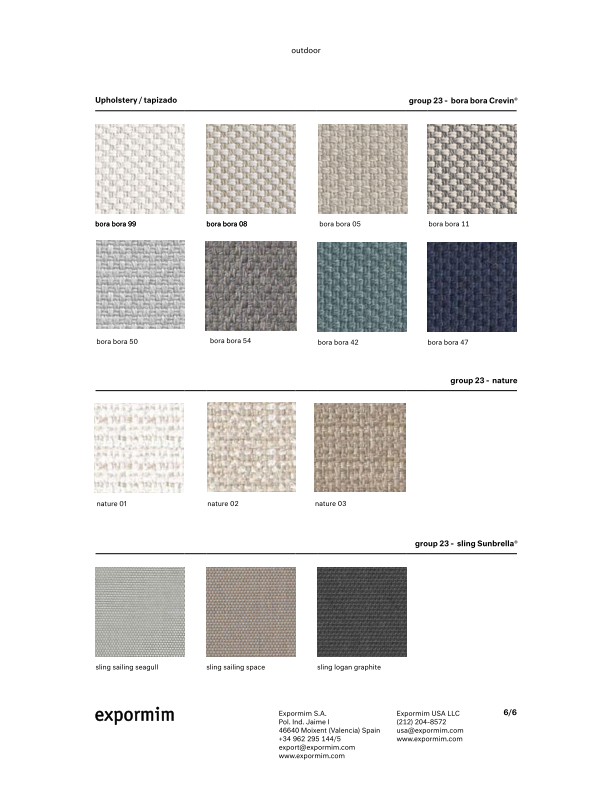 outdoor
Upholstery / tapizado
group 23 - bora bora Crevin®
bora bora 99
bora bora 08
bora bora 05
bora bora 11
bora bora 50
bora bora 54
bora bora 42
bora bora 47
group 23 - nature
nature 01
nature 02
nature 03
group 23 - sling Sunbrella®
sling sailing seagull
sling sailing space
sling logan graphite
expormim
Expormim S.A.
Pol. Ind. Jaime I
46640 Moixent (Valencia) Spain
+34 962 295 144/5
export@expormim.com
www.expormim.com
Expormim USA LLC
(212) 204-8572
usa@expormim.com
www.expormim.com
6/6